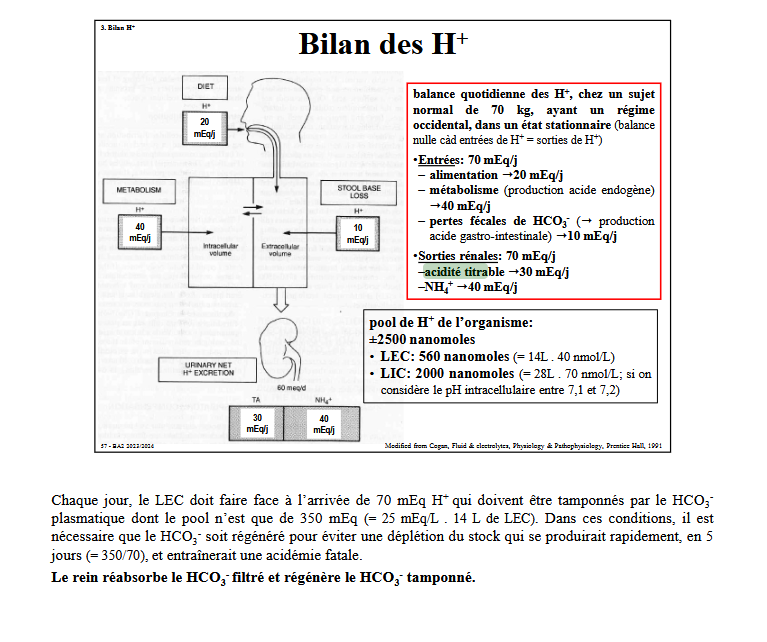 3. Bilan H⁺
Bilan des H⁺
DIET
H⁺
20
mEq/j
METABOLISM
H⁺
40
mEq/j
STOOL BASE
LOSS
H⁺
10
mEq/j
Intracellular
volume
Extracellular
volume
URINARY NET
H⁺ EXCRETION
60 meq/d
TA
NH₄⁺
30
mEq/j
40
mEq/j
balance quotidienne des H⁺, chez un sujet
normal de 70 kg, ayant un régime
occidental, dans un état stationnaire (balance
nulle càd entrées de H⁺ = sorties de H⁺)
•Entrées: 70 mEq/j
– alimentation →20 mEq/j
– métabolisme (production acide endogène)
→40 mEq/j
– pertes fécales de HCO₃⁻ (→ production
acide gastro-intestinale) →10 mEq/j
•Sorties rénales: 70 mEq/j
–acidité titrable →30 mEq/j
–NH₄⁺ →40 mEq/j
pool de H⁺ de l’organisme:
±2500 nanomoles
• LEC: 560 nanomoles (= 14L . 40 nmol/L)
• LIC: 2000 nanomoles (= 28L . 70 nmol/L; si on
considère le pH intracellulaire entre 7,1 et 7,2)
57 - BA2 2023/2024
Modified from Cogan, Fluid & electrolytes, Physiology & Pathophysiology, Prentice Hall, 1991
Chaque jour, le LEC doit faire face à l’arrivée de 70 mEq H⁺ qui doivent être tamponnés par le HCO₃⁻
plasmatique dont le pool n’est que de 350 mEq (= 25 mEq/L . 14 L de LEC). Dans ces conditions, il est
nécessaire que le HCO₃⁻ soit régénéré pour éviter une déplétion du stock qui se produirait rapidement, en 5
jours (= 350/70), et entraînerait une acidémie fatale.
Le rein réabsorbe le HCO₃⁻ filtré et régénère le HCO₃⁻ tamponné.